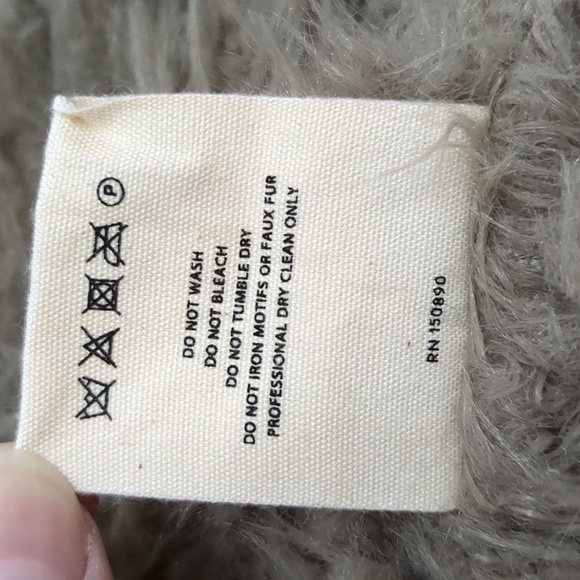 P
DO NOT WASH
DO NOT BLEACH
DO NOT TUMBLE DRY
DO NOT IRON MOTIFS OR FAUX FUR
PROFESSIONAL DRY CLEAN ONLY
RN 150890